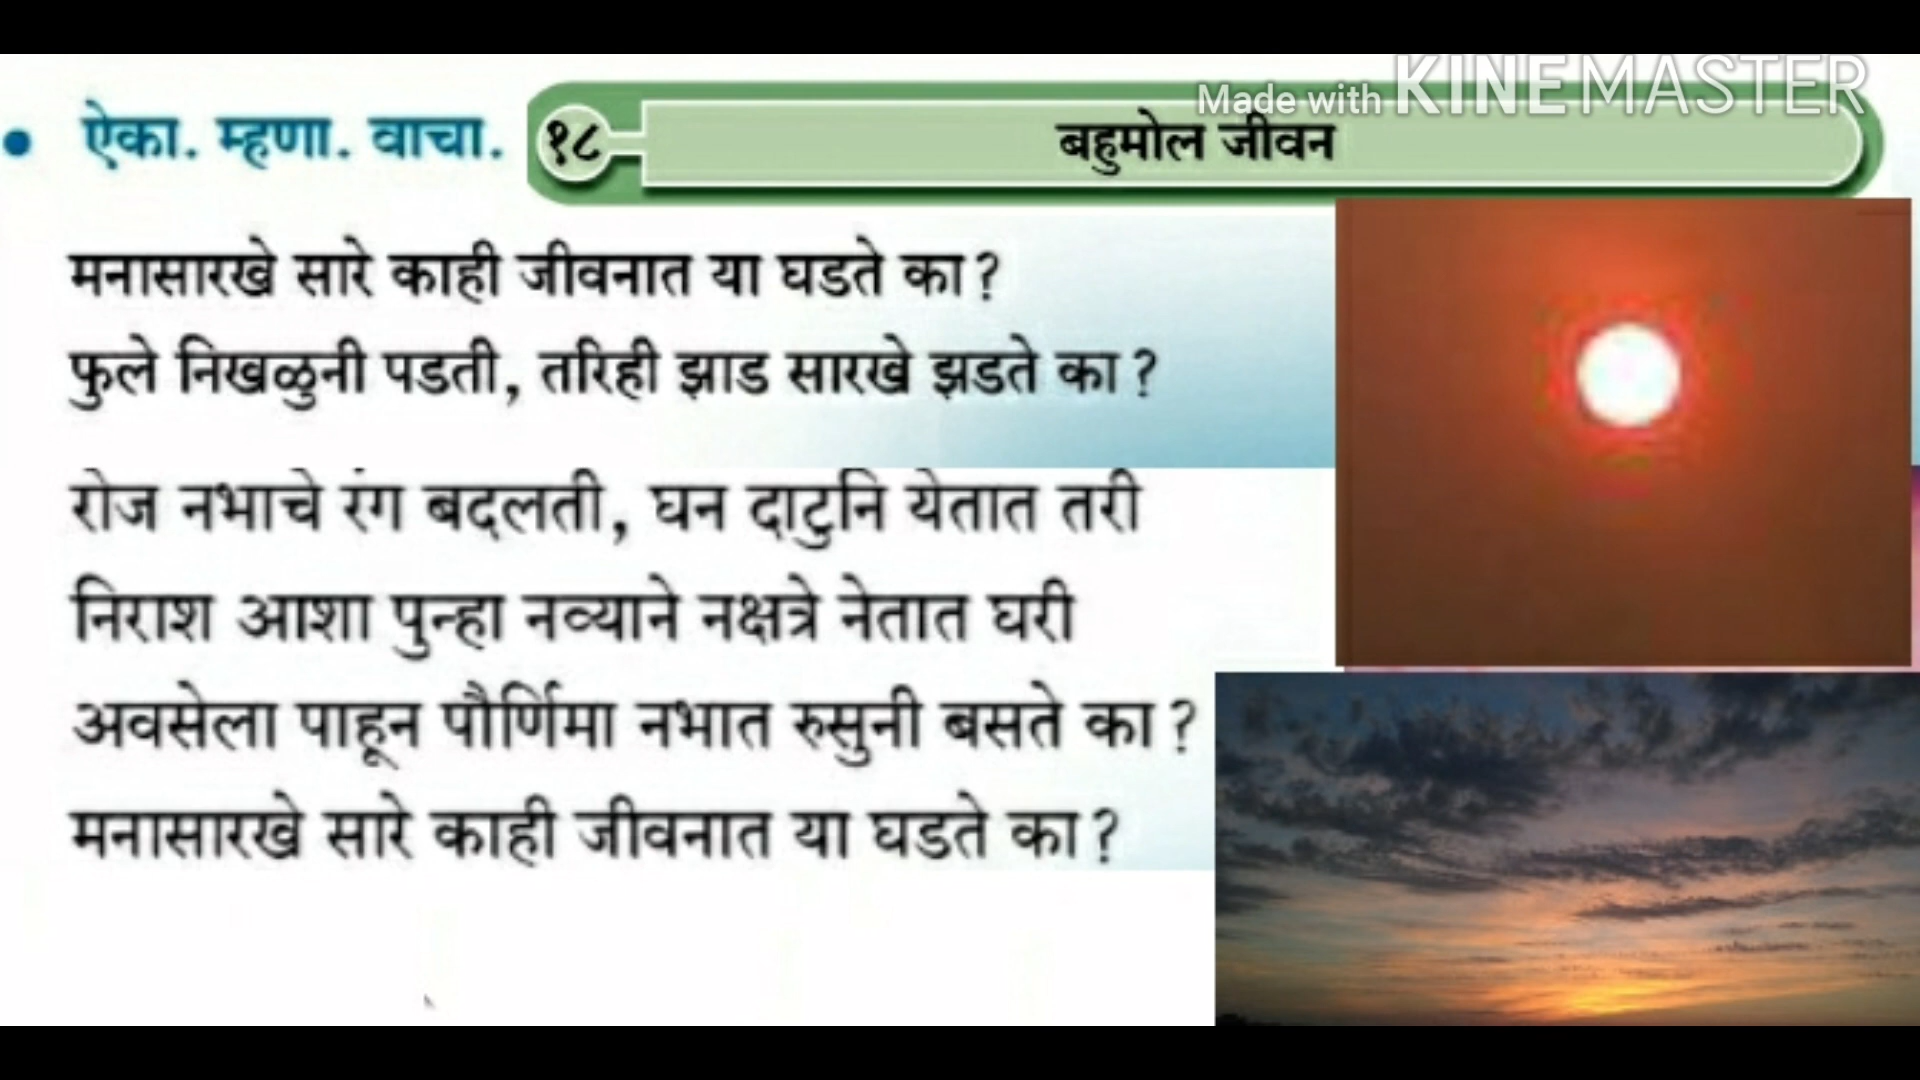 • ऐका. म्हणा. वाचा.
१८ बहुमोल जीवन
Made with KINEMASTER
मनासारखे सारे काही जीवनात या घडते का?
फुले निखळुनी पडती, तरिही झाड सारखे झडते का?
रोज नभाचे रंग बदलती, घन दाटुनि येतात तरी
निराश आशा पुन्हा नव्याने नक्षत्रे नेतात घरी
अवसेला पाहून पौर्णिमा नभात रुसुनी बसते का?
मनासारखे सारे काही जीवनात या घडते का?